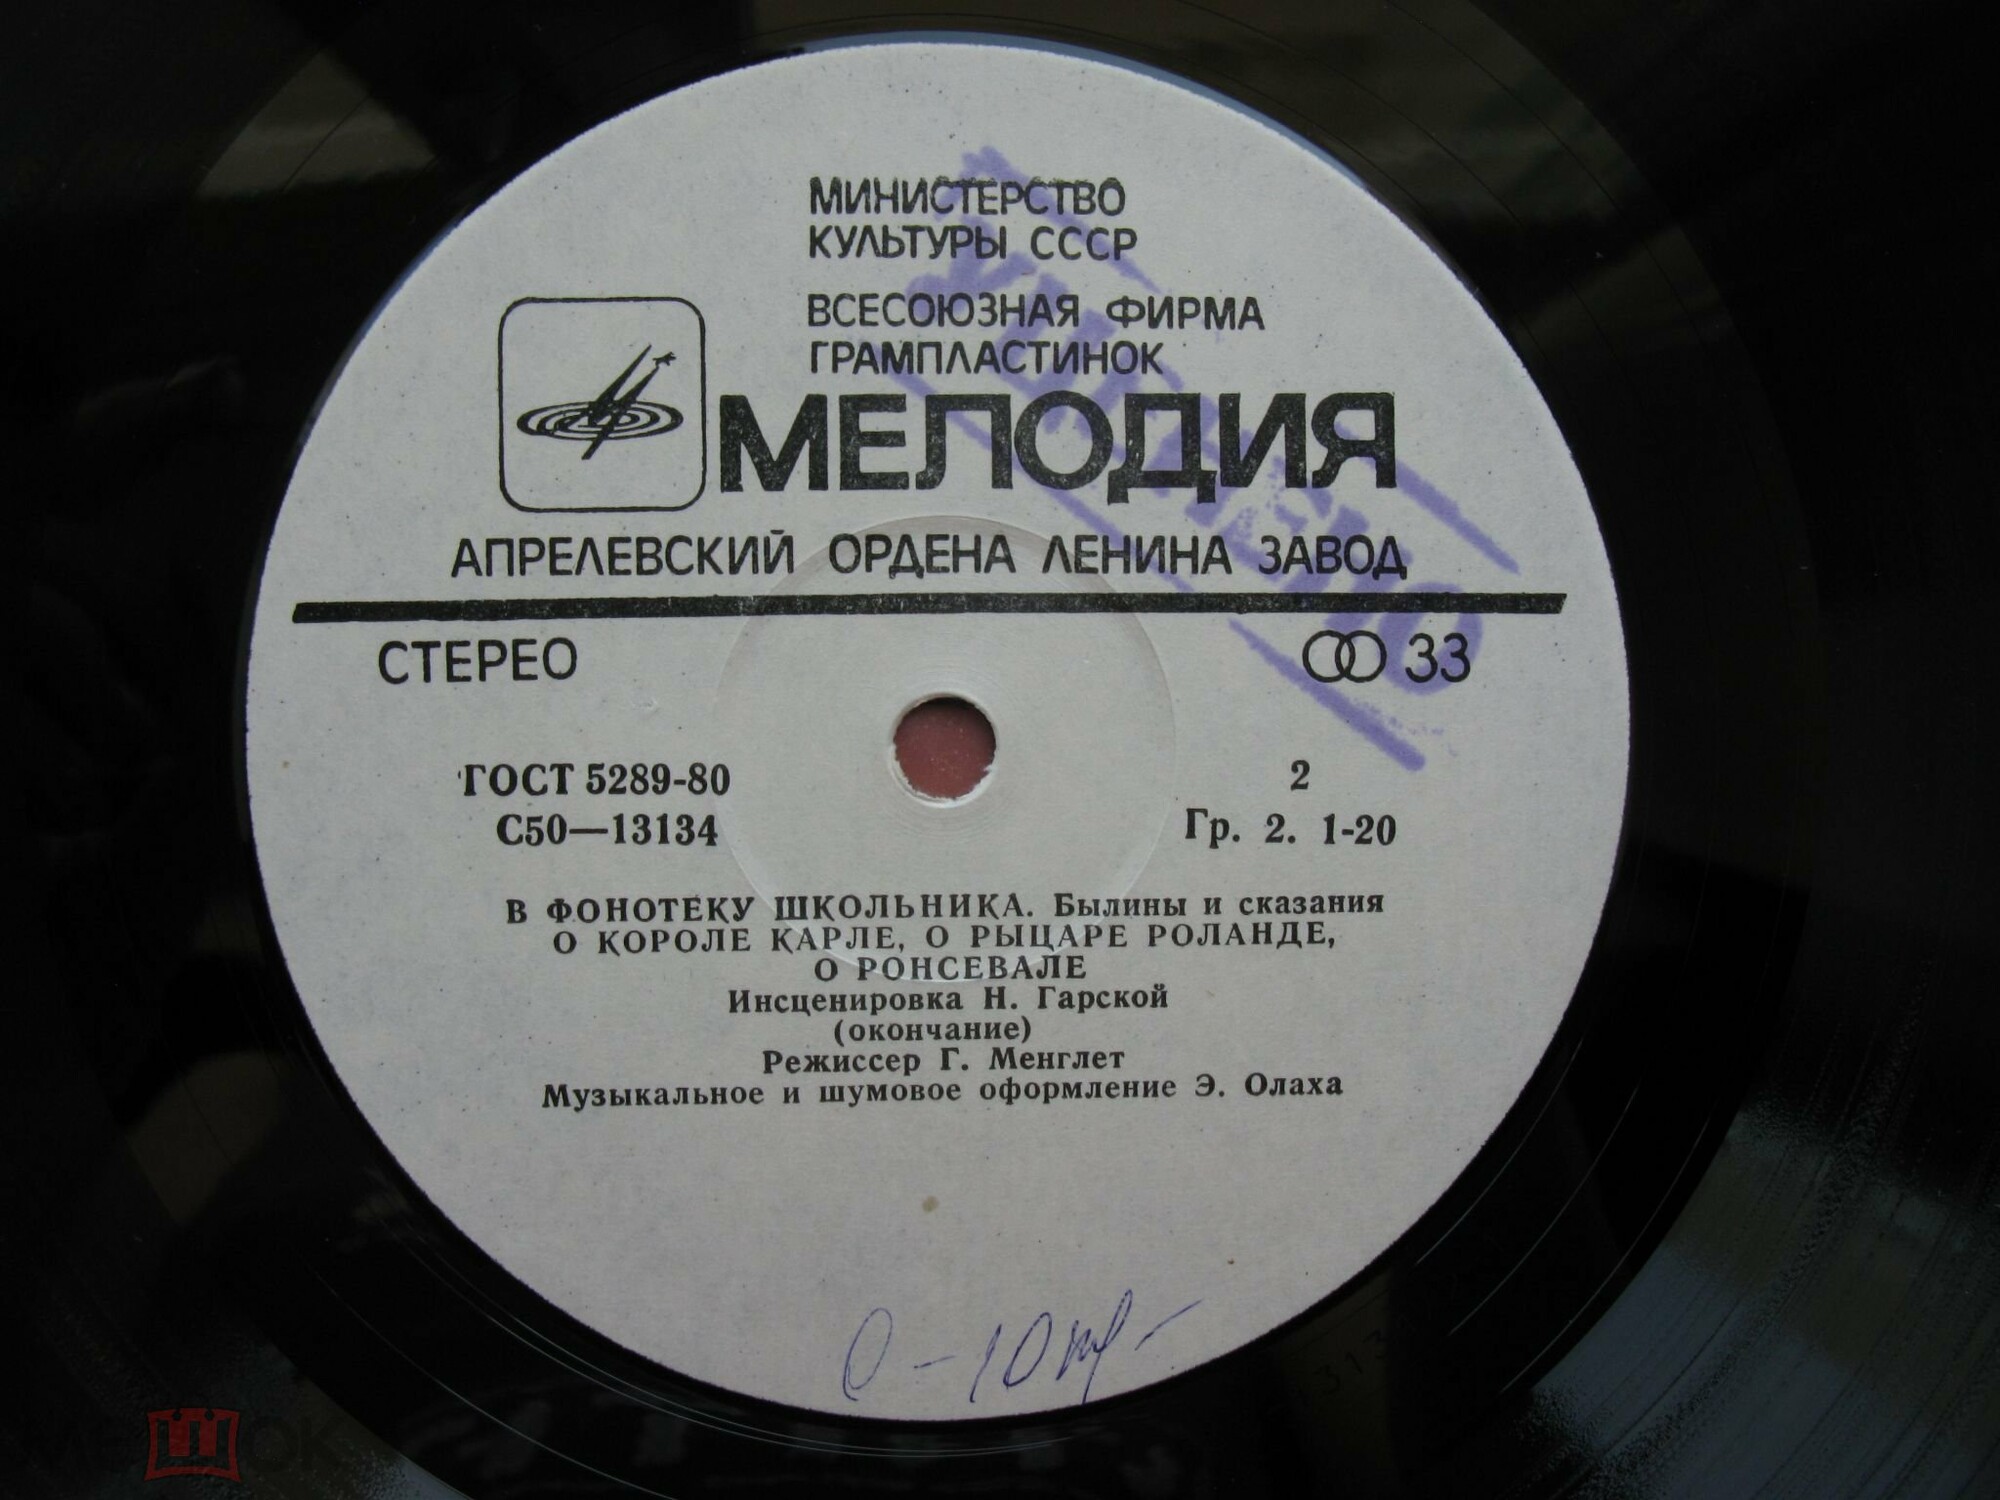 МИНИСТЕРСТВО
КУЛЬТУРЫ СССР
ВСЕСОЮЗНАЯ ФИРМА
ГРАМПЛАСТИНОК
МЕЛОДИЯ
АПРЕЛЕВСКИЙ ОРДЕНА ЛЕНИНА ЗАВОД
СТЕРЕО
33
ГОСТ 5289-80
2
С50—13134
Гр. 2. 1-20
В ФОНОТЕКУ ШКОЛЬНИКА. Былины и сказания
О КОРОЛЕ КАРЛЕ, О РЫЦАРЕ РОЛАНДЕ,
О РОНСЕВАЛЕ
Инсценировка Н. Гарской
(окончание)
Режиссер Г. Менглет
Музыкальное и шумовое оформление Э. Олаха
0-10